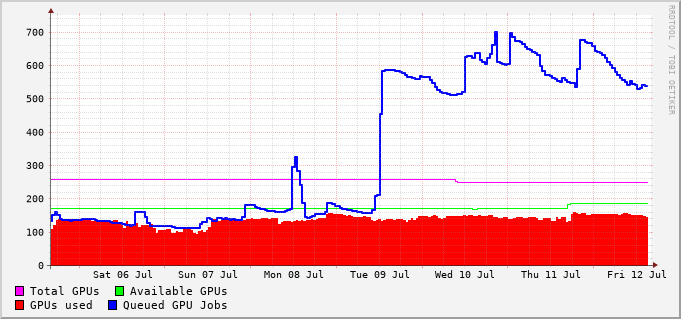 700
600
500
400
300
200
100
0
Sat 06 Jul Sun 07 Jul Mon 08 Jul Tue 09 Jul Wed 10 Jul Thu 11 Jul Fri 12 Jul
Total GPUs Available GPUs
GPUs used Queued GPU Jobs
RRDTOOL / TOBI OETIKER